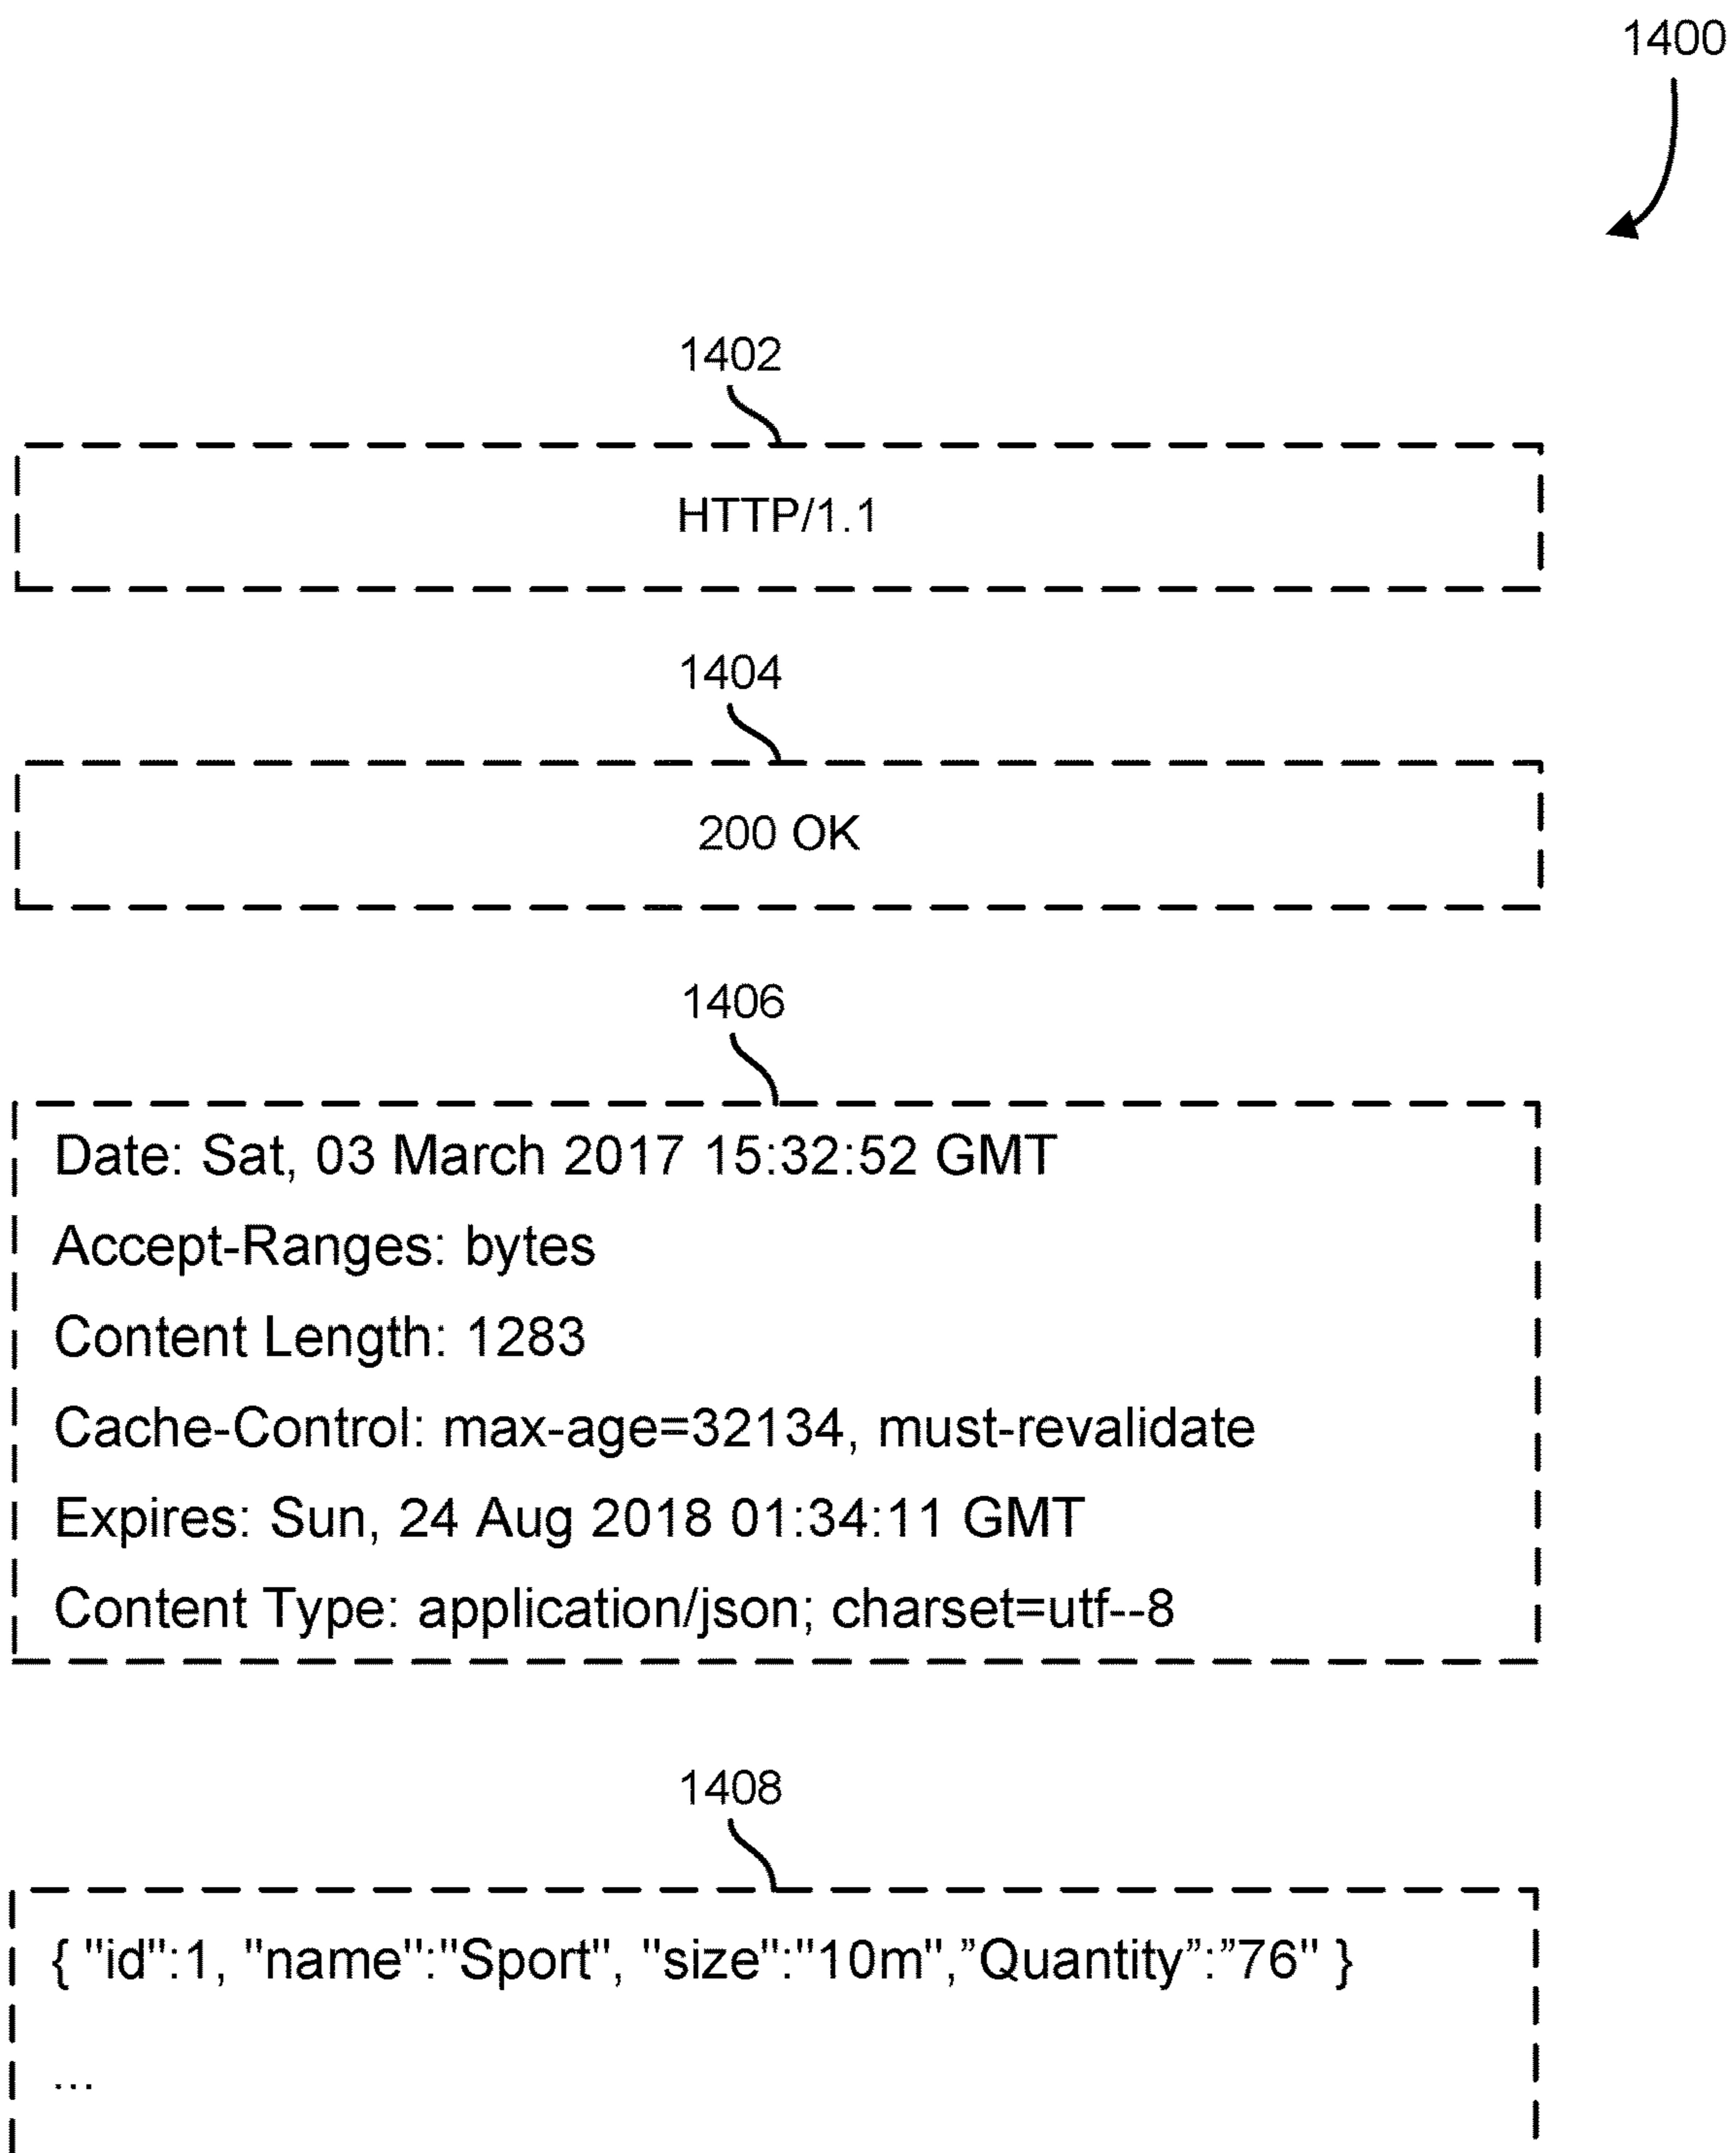 1400
1402
HTTP/1.1
1404
200 OK
1406
Date: Sat, 03 March 2017 15:32:52 GMT
Accept-Ranges: bytes
Content Length: 1283
Cache-Control: max-age=32134, must-revalidate
Expires: Sun, 24 Aug 2018 01:34:11 GMT
Content Type: application/json; charset=utf--8
1408
{ "id":1, "name":"Sport", "size":"10m",”Quantity”:”76" }
...